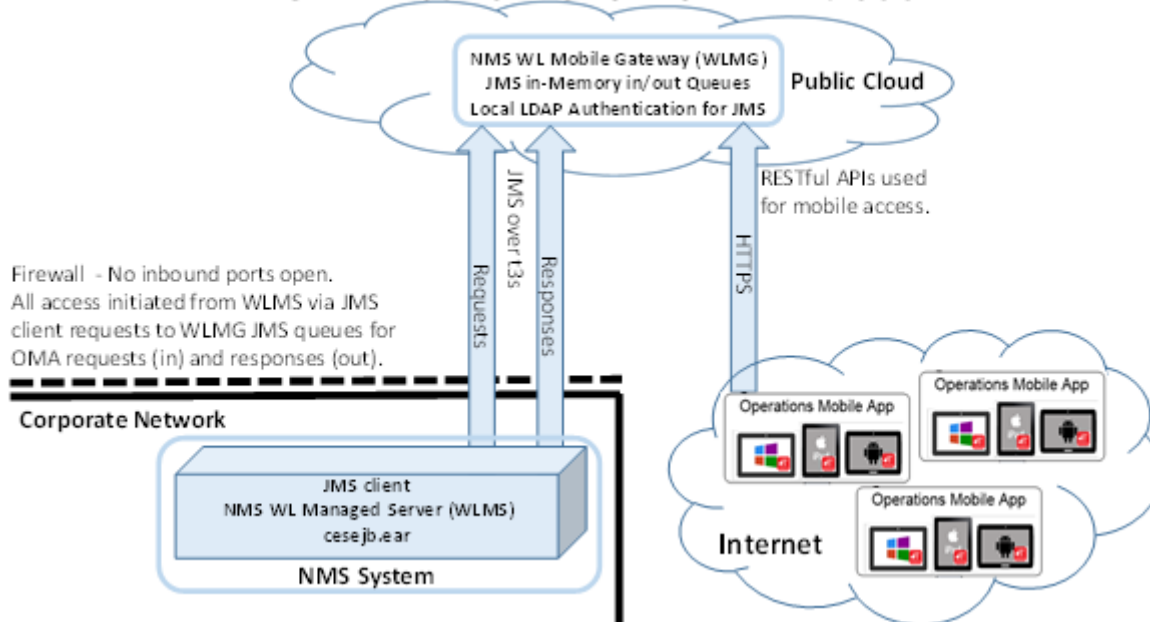 NMS WL Mobile Gateway (WLMG)
JMS in-Memory in/out Queues
Local LDAP Authentication for JMS
Public Cloud
RESTful APIs used
for mobile access.
JMS over t3s
Requests
Responses
HTTPS
Firewall - No inbound ports open.
All access initiated from WLMS via JMS
client requests to WLMG JMS queues for
OMA requests (in) and responses (out).
Corporate Network
JMS client
NMS WL Managed Server (WLMS)
cesejb.ear
NMS System
Operations Mobile App
Operations Mobile App
Operations Mobile App
Internet